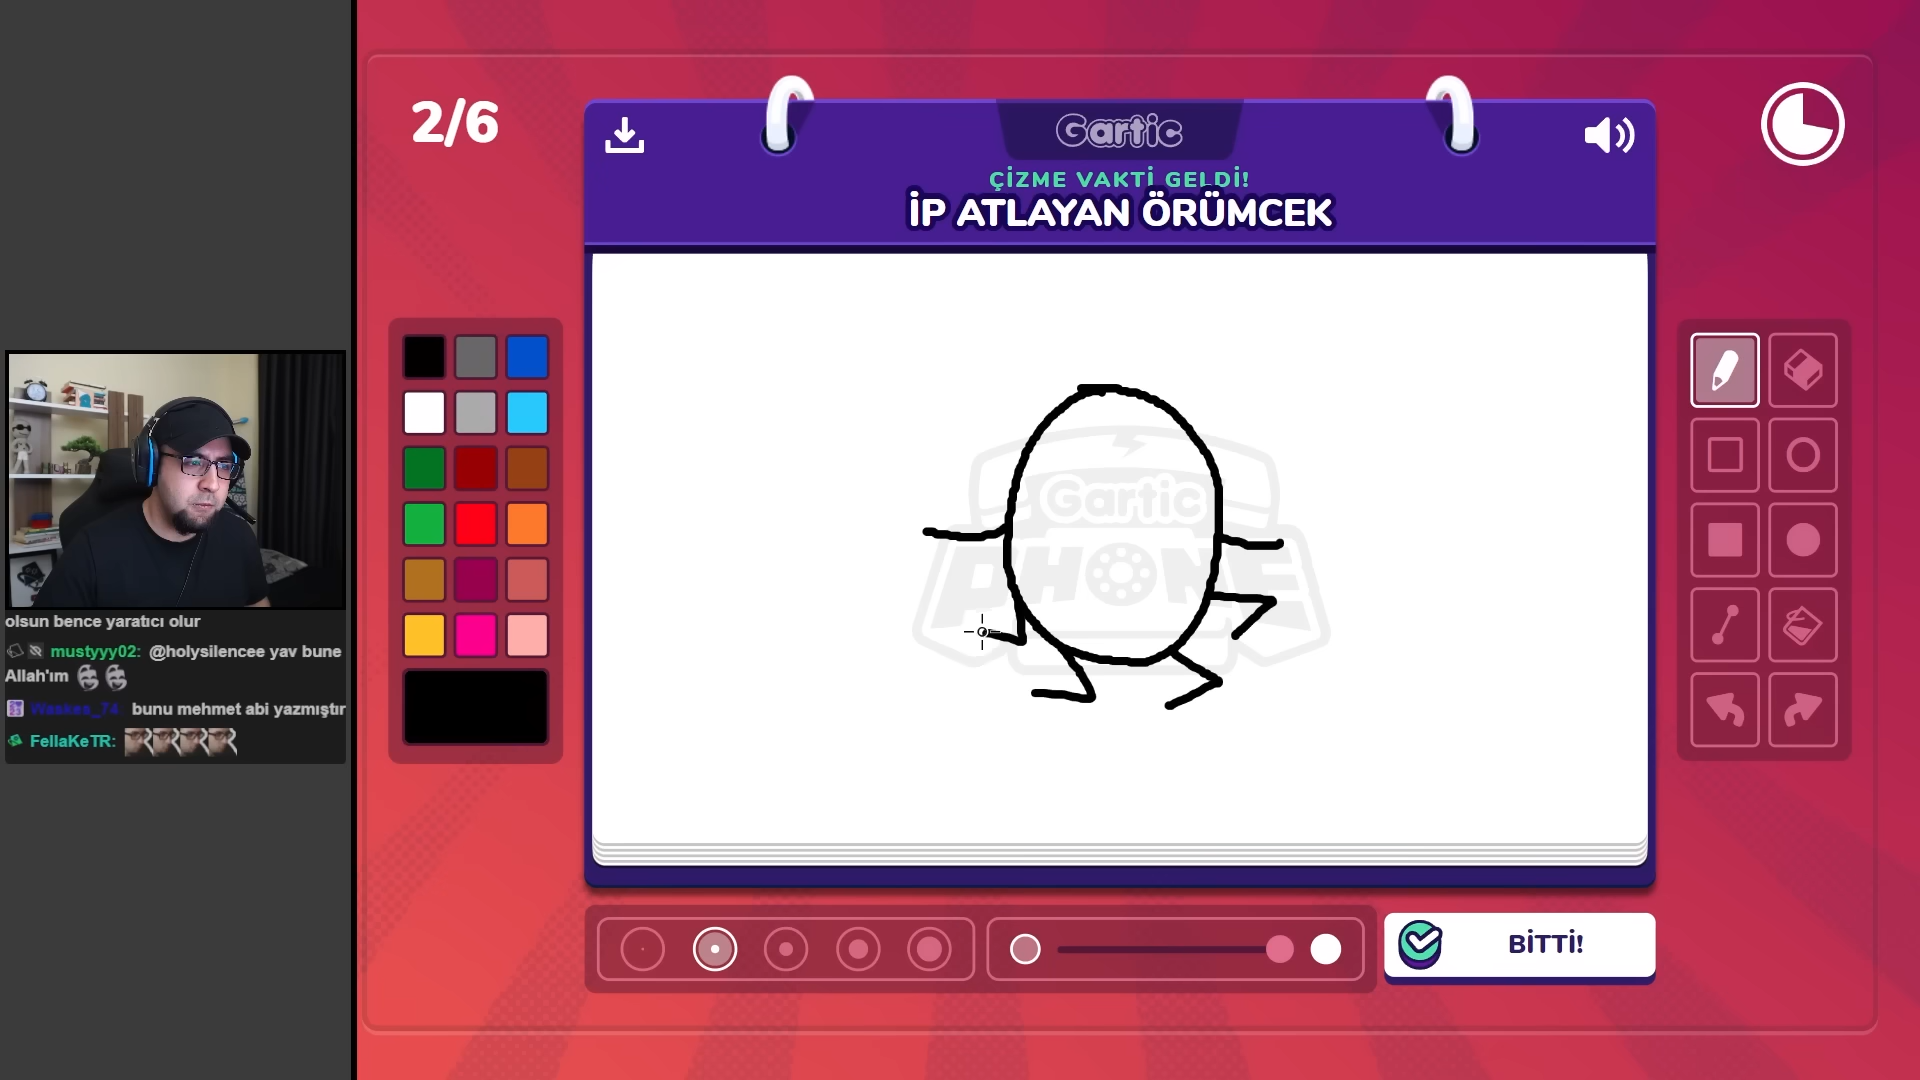 2/6
Gartic
ÇİZME VAKTİ GELDİ!
İP ATLAYAN ÖRÜMCEK
Gartic
PHONE
olsun bence yaratıcı olur
mustyyy02: @holysilencee yav bune
Allah'ım
Waskes_74: bunu mehmet abi yazmıştır
FellaKeTR:
BİTTİ!